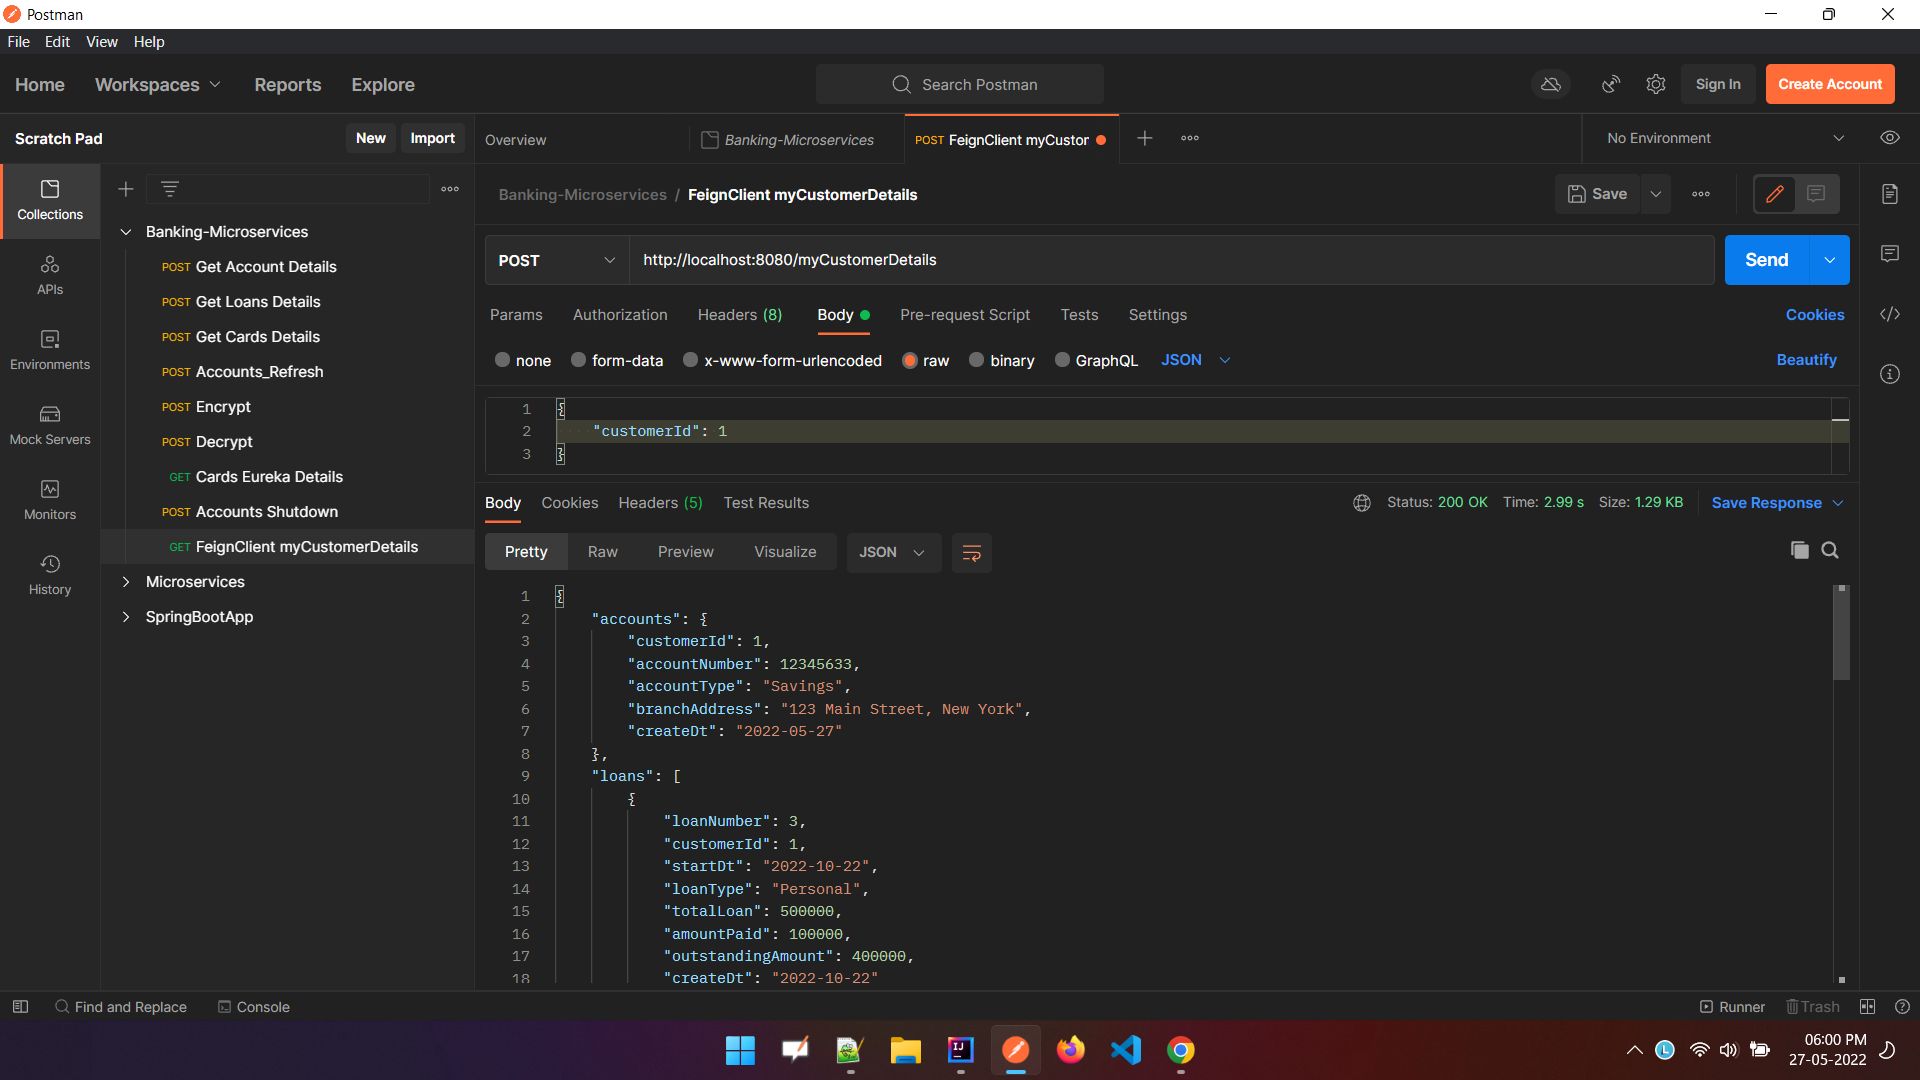 Postman
File Edit View Help
Home Workspaces Reports Explore Search Postman Sign In Create Account
Scratch Pad New Import Overview Banking-Microservices POST FeignClient myCustor No Environment
Collections
APIs
Environments
Mock Servers
Monitors
History
Banking-Microservices
POST Get Account Details
POST Get Loans Details
POST Get Cards Details
POST Accounts_Refresh
POST Encrypt
POST Decrypt
GET Cards Eureka Details
POST Accounts Shutdown
GET FeignClient myCustomerDetails
Microservices
SpringBootApp
Banking-Microservices / FeignClient myCustomerDetails Save
POST http://localhost:8080/myCustomerDetails Send
Params Authorization Headers (8) Body Pre-request Script Tests Settings Cookies
none form-data x-www-form-urlencoded raw binary GraphQL JSON Beautify
1 {
2 "customerId": 1
3 }
Body Cookies Headers (5) Test Results Status: 200 OK Time: 2.99 s Size: 1.29 KB Save Response
Pretty Raw Preview Visualize JSON
1 {
2 "accounts": {
3 "customerId": 1,
4 "accountNumber": 12345633,
5 "accountType": "Savings",
6 "branchAddress": "123 Main Street, New York",
7 "createDt": "2022-05-27"
8 },
9 "loans": [
10 {
11 "loanNumber": 3,
12 "customerId": 1,
13 "startDt": "2022-10-22",
14 "loanType": "Personal",
15 "totalLoan": 500000,
16 "amountPaid": 100000,
17 "outstandingAmount": 400000,
18 "createDt": "2022-10-22"
Find and Replace Console Runner Trash
IJ
L
06:00 PM
27-05-2022